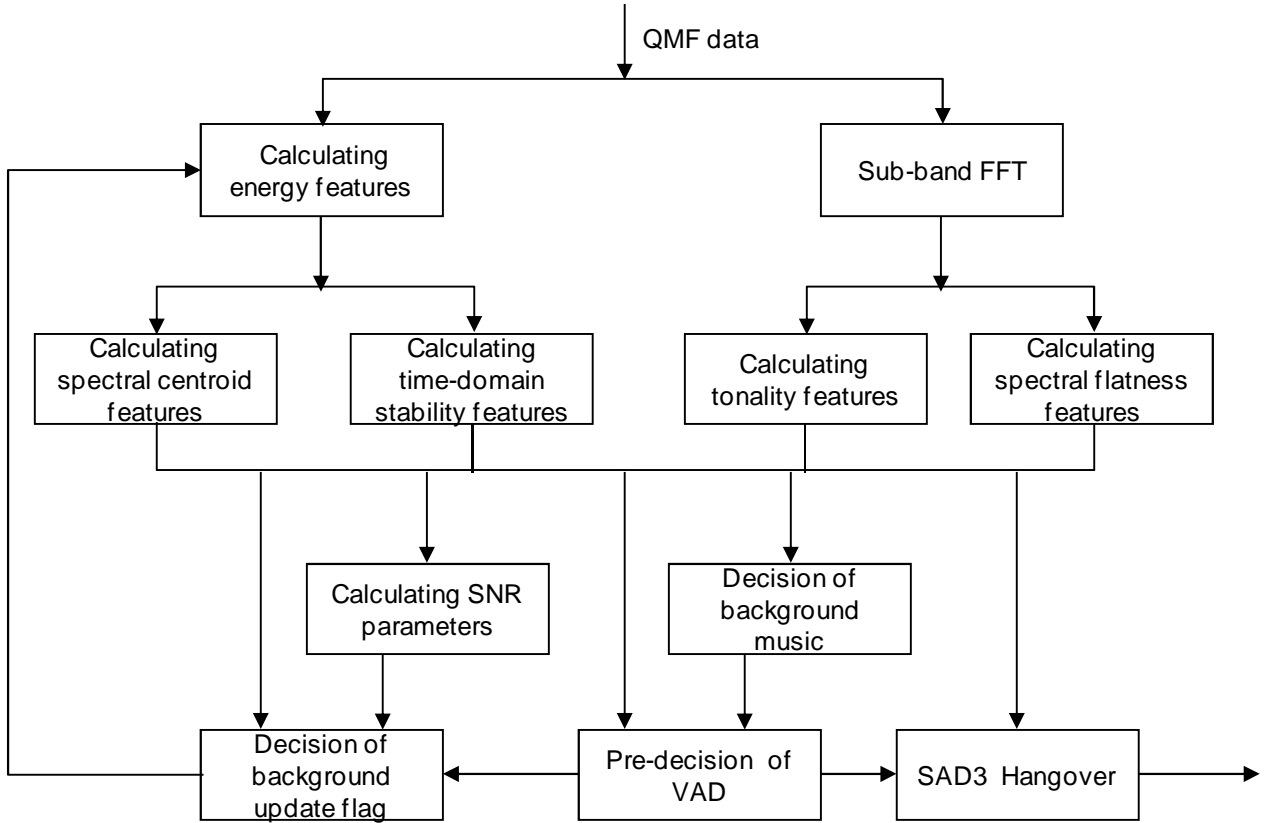 QMF data
Calculating
energy features
Sub-band FFT
Calculating
spectral centroid
features
Calculating
time-domain
stability features
Calculating
tonality features
Calculating
spectral flatness
features
Calculating SNR
parameters
Decision of
background
music
Decision of
background
update flag
Pre-decision of
VAD
SAD3 Hangover